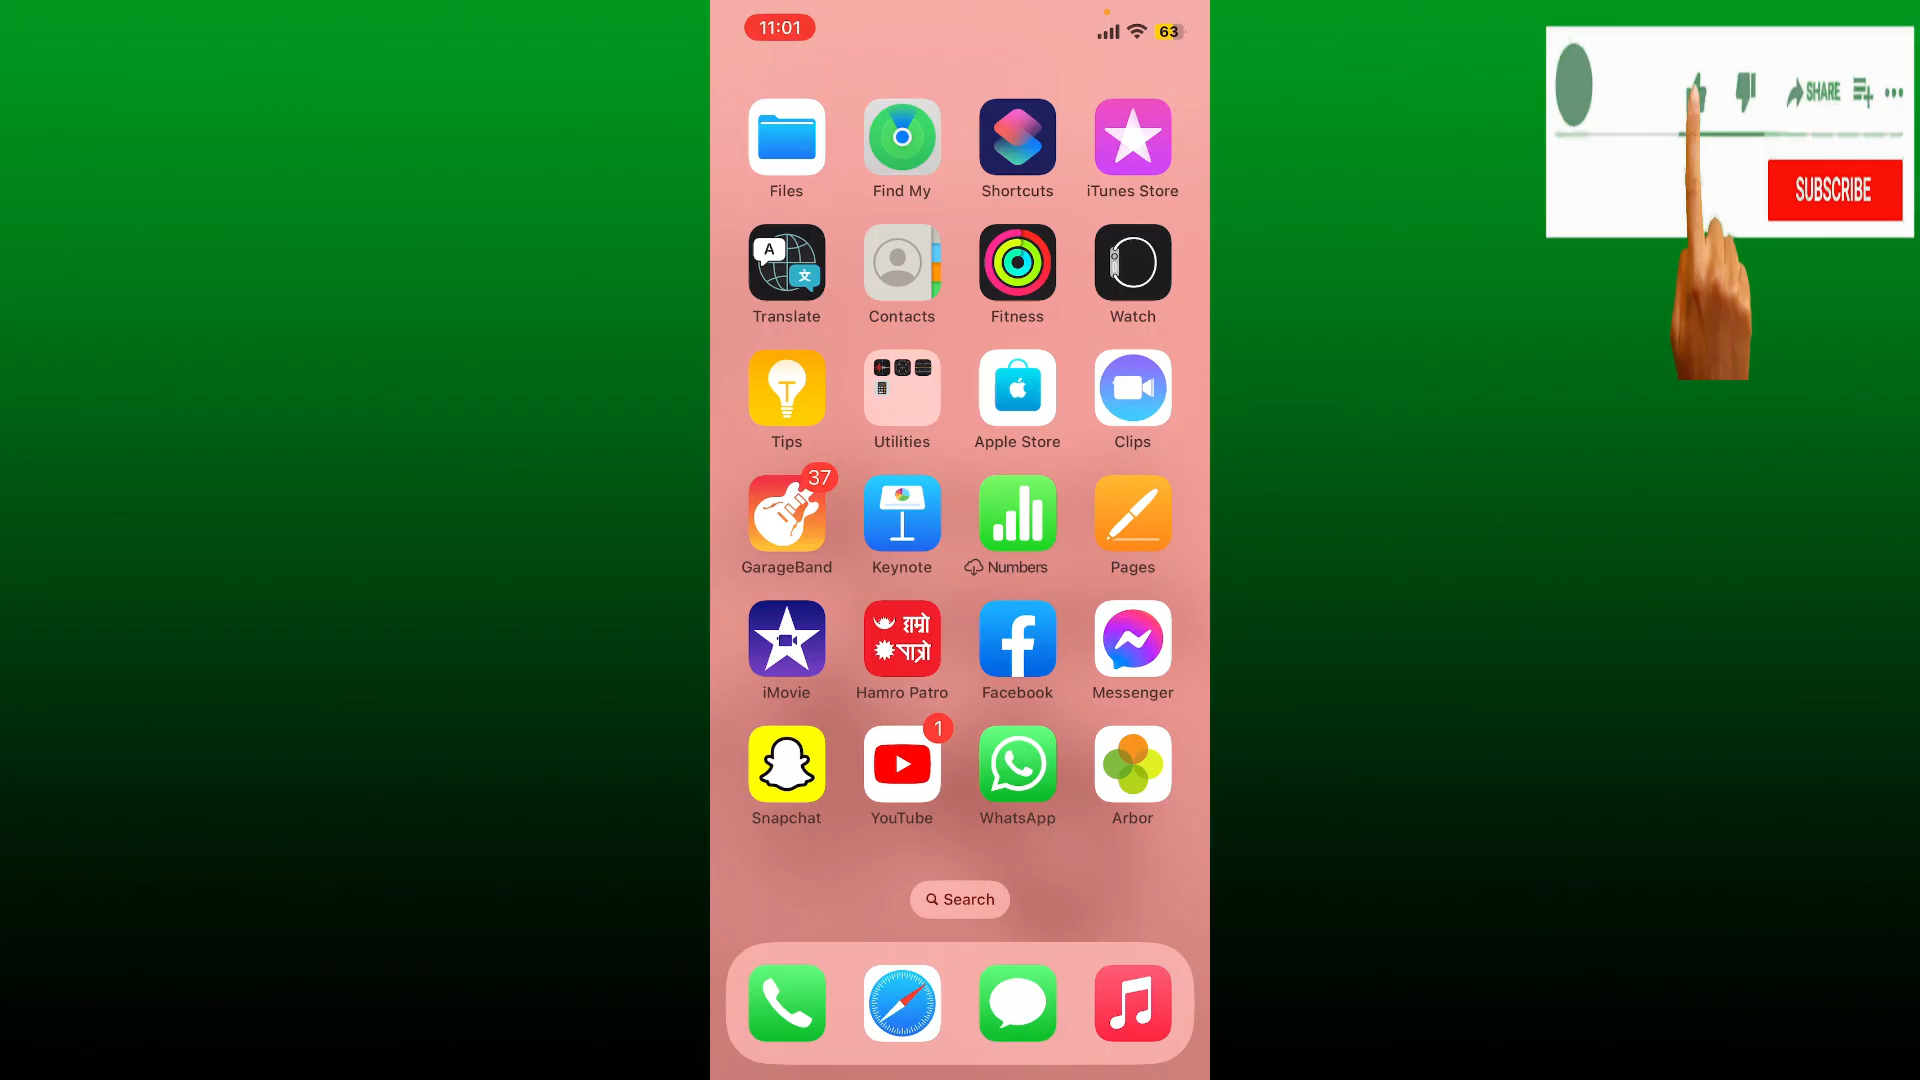 11:01
63
SHARE
SUBSCRIBE
Files
Find My
Shortcuts
iTunes Store
A
文
Translate
Contacts
Fitness
Watch
Tips
Utilities
Apple Store
Clips
37
GarageBand
Keynote
Numbers
Pages
हाम्रो
पात्रो
iMovie
Hamro Patro
Facebook
Messenger
1
Snapchat
YouTube
WhatsApp
Arbor
Search